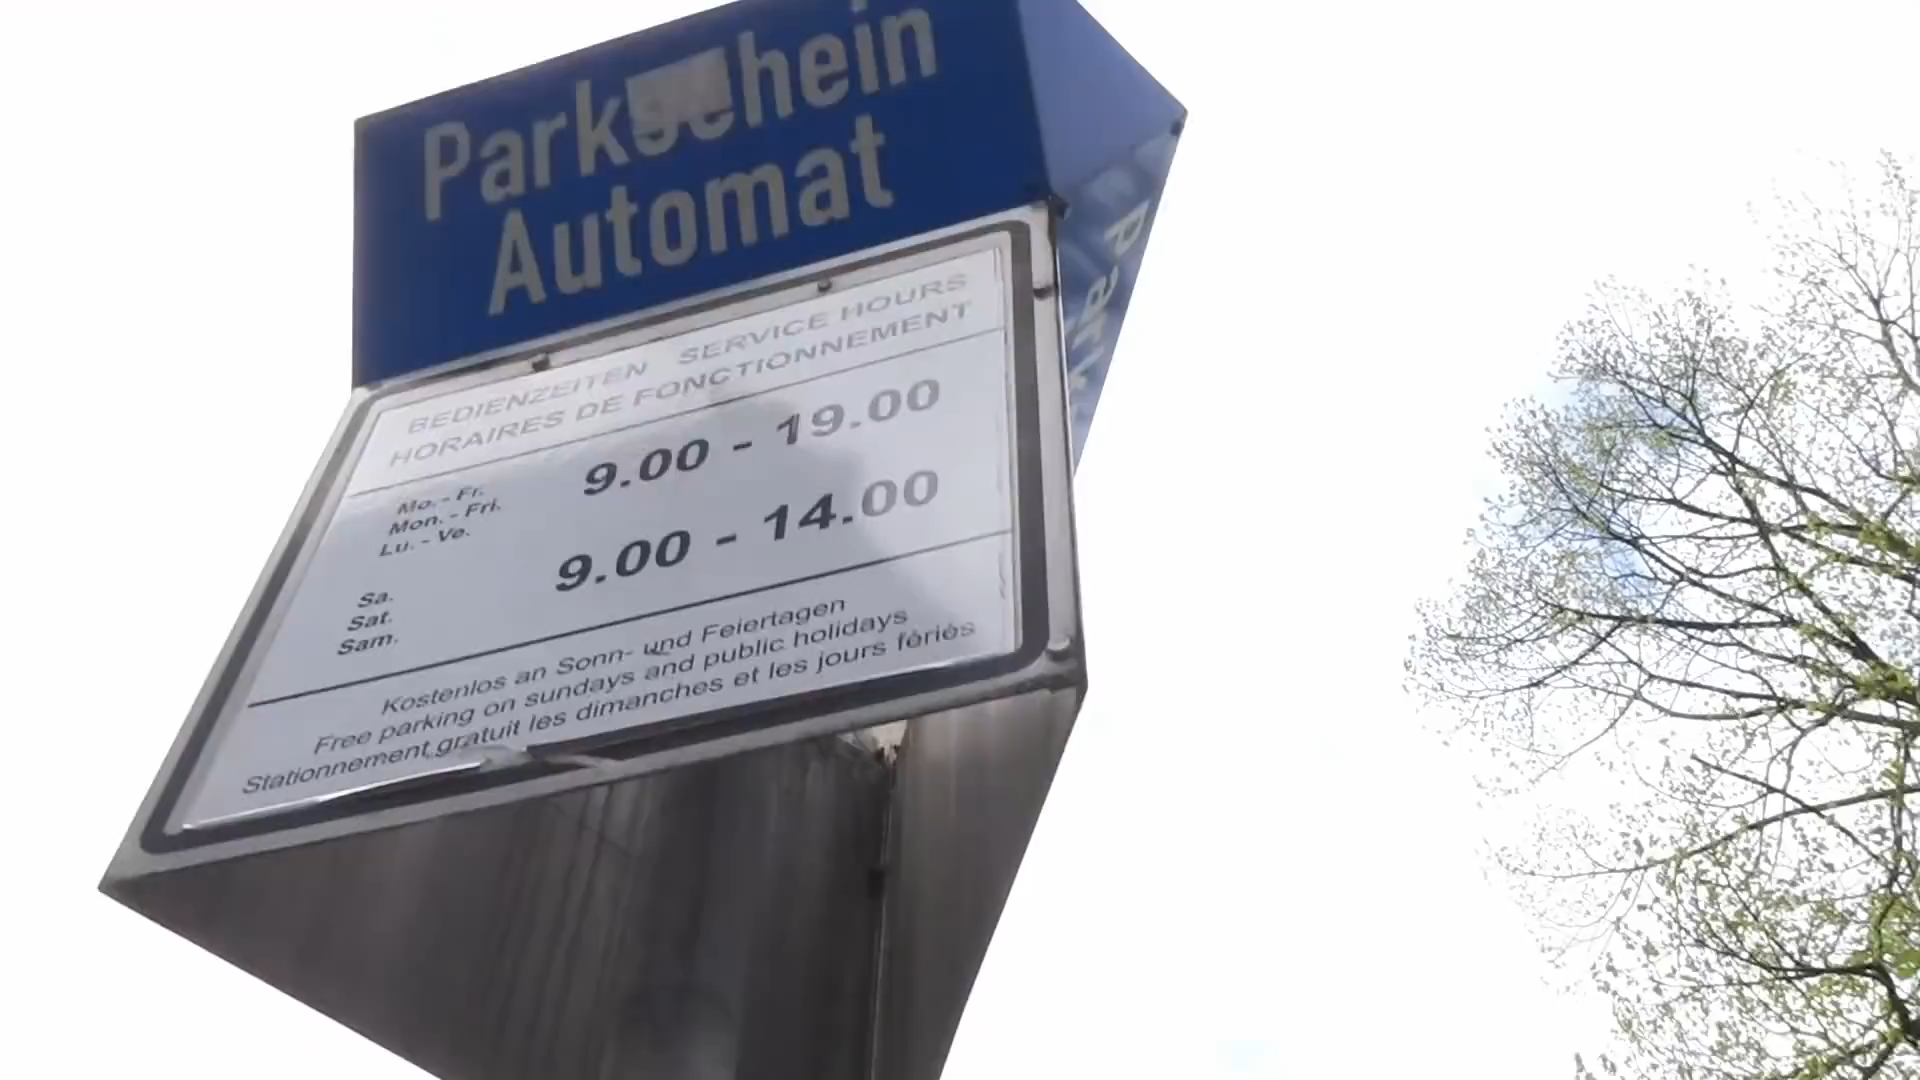 Parkschein
Automat
BEDIENZEITEN SERVICE HOURS
HORAIRES DE FONCTIONNEMENT
Mo. - Fr.
Mon. - Fri.
Lu. - Ve.
9.00 - 19.00
Sa.
Sat.
Sam.
9.00 - 14.00
Kostenlos an Sonn- und Feiertagen
Free parking on sundays and public holidays
Stationnement gratuit les dimanches et les jours fériés